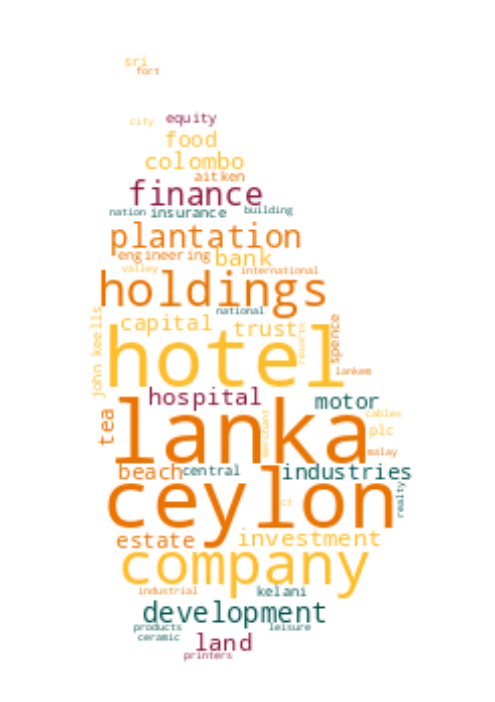 sri
fort
city equity
food
colombo
aitken
finance
nation insurance building
plantation
engineering bank
valley international
holdings
national
john keells capital trust resorts spence
hotel
lankem
hospital motor
tea lanka merchant cables
plc
malay
beach central industries
ceylon ct realty
estate investment
company
industrial kelani
development
products leisure
ceramic land
printers